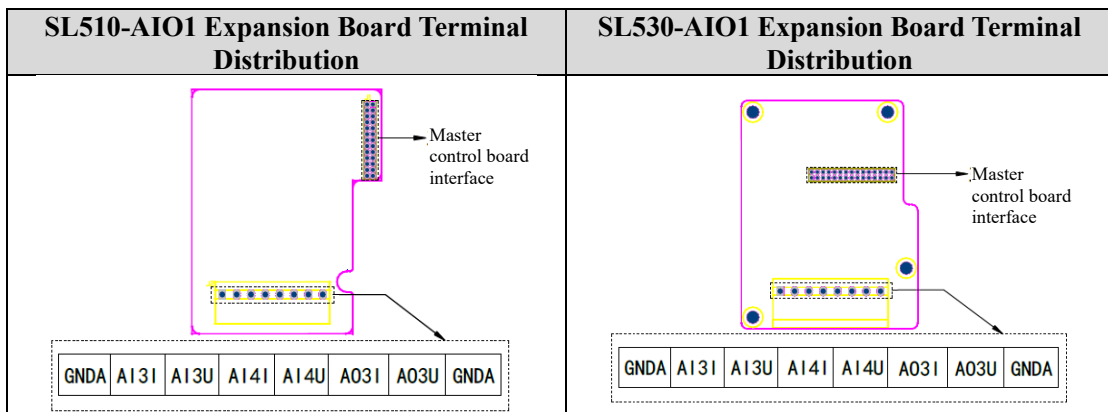 SL510-AIO1 Expansion Board Terminal
Distribution
SL530-AIO1 Expansion Board Terminal
Distribution
Master
control board
interface
Master
control board
interface
GNDA AI3I AI3U AI4I AI4U AO3I AO3U GNDA
GNDA AI3I AI3U AI4I AI4U AO3I AO3U GNDA